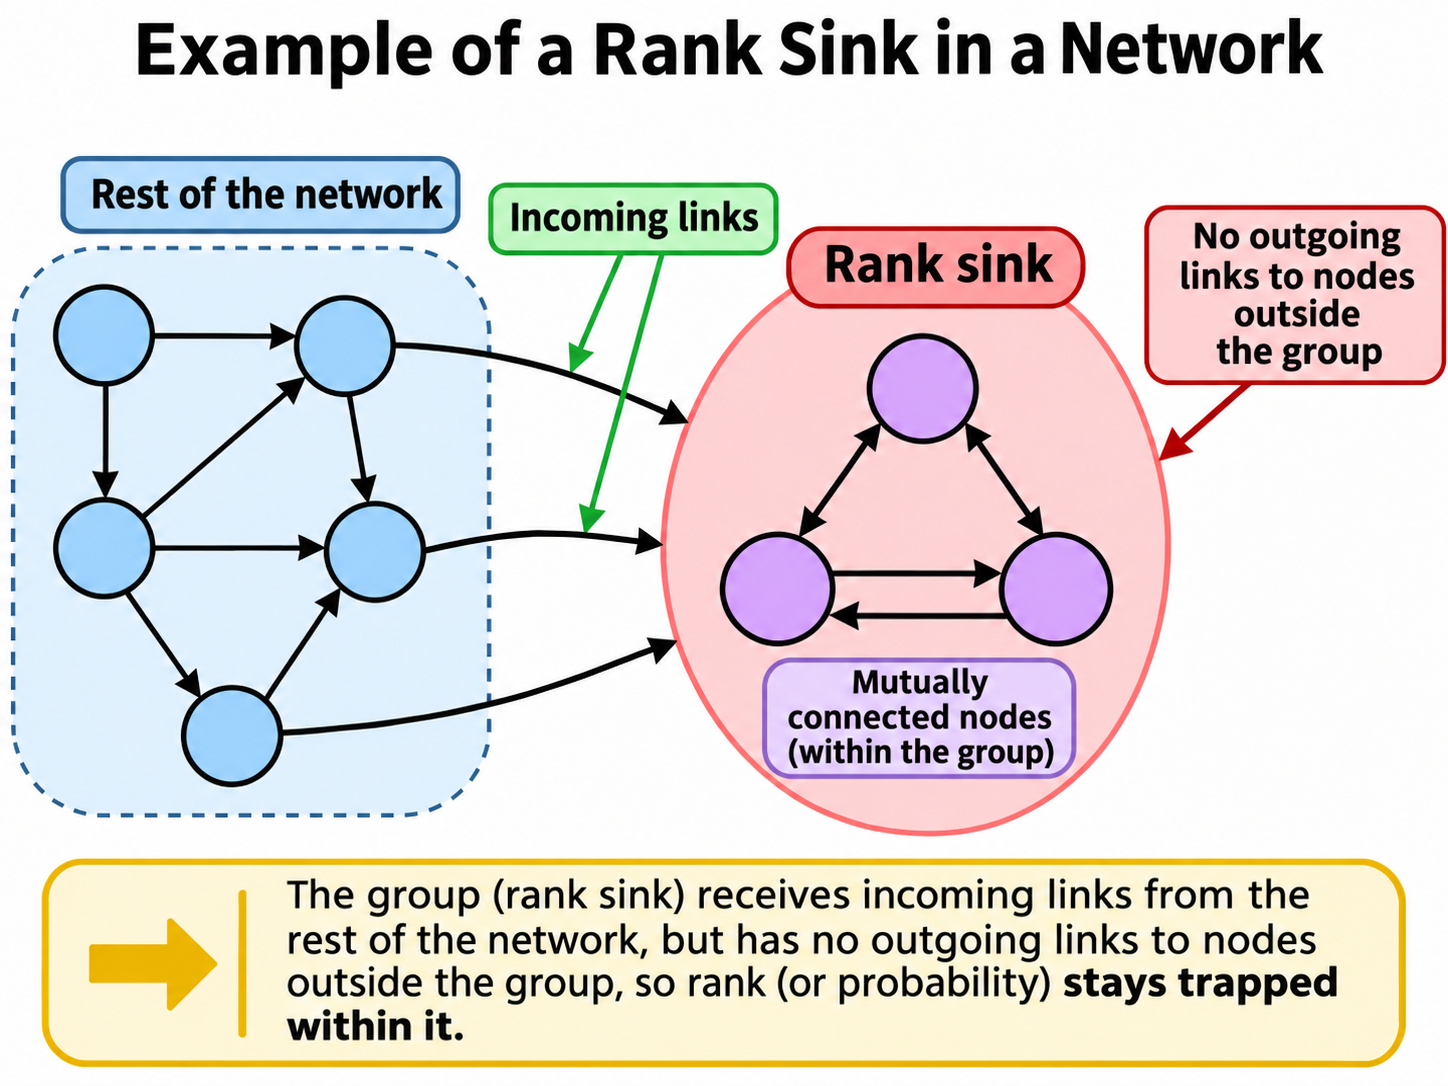 Example of a Rank Sink in a Network
Rest of the network
Incoming links
Rank sink
No outgoing
links to nodes
outside
the group
Mutually
connected nodes
(within the group)
The group (rank sink) receives incoming links from the
rest of the network, but has no outgoing links to nodes
outside the group, so rank (or probability) stays trapped
within it.